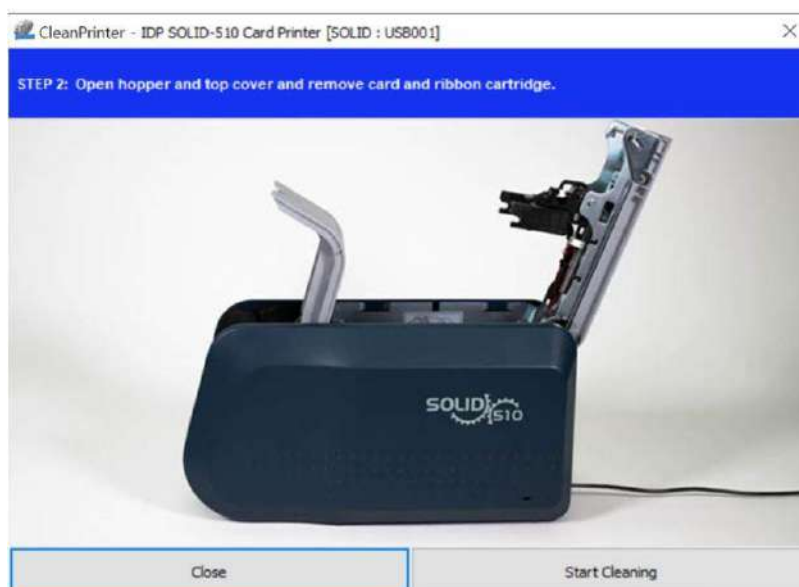 CleanPrinter - IDP SOLID-510 Card Printer [SOLID : USB001]
STEP 2: Open hopper and top cover and remove card and ribbon cartridge.
SOLID
510
Close
Start Cleaning